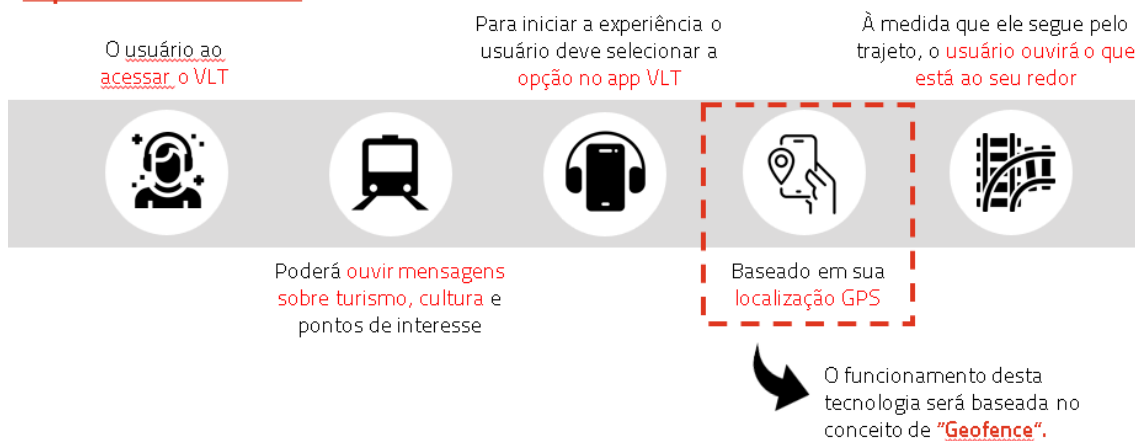 O usuário ao
acessar o VLT
Poderá ouvir mensagens
sobre turismo, cultura e
pontos de interesse
Para iniciar a experiência o
usuário deve selecionar a
opção no app VLT
Baseado em sua
localização GPS
À medida que ele segue pelo
trajeto, o usuário ouvirá o que
está ao seu redor
O funcionamento desta
tecnologia será baseada no
conceito de "Geofence".